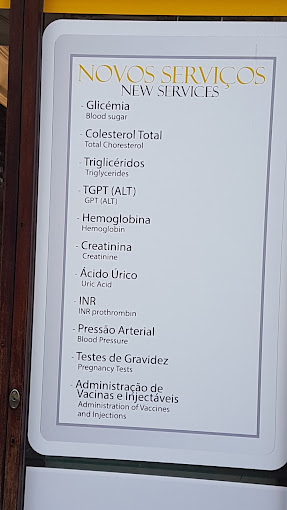 NOVOS SERVIÇOS
NEW SERVICES
- Glicémia
Blood sugar
- Colesterol Total
Total Choresterol
- Triglicéridos
Triglycerides
- TGPT (ALT)
GPT (ALT)
- Hemoglobina
Hemoglobin
- Creatinina
Creatinine
- Ácido Úrico
Uric Acid
- INR
INR prothrombin
- Pressão Arterial
Blood Pressure
- Testes de Gravidez
Pregnancy Tests
- Administração de
Vacinas e Injectáveis
Administration of Vaccines
and Injections